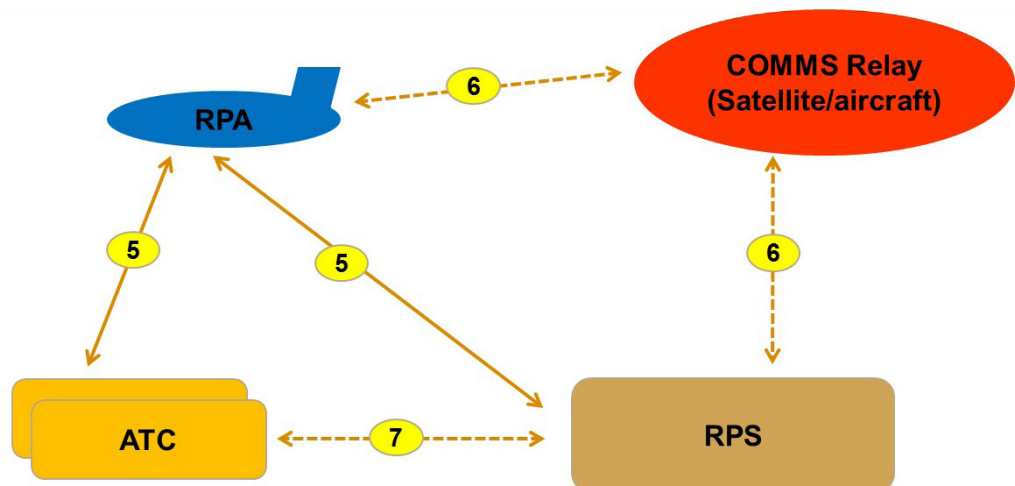 COMMS Relay
(Satellite/aircraft)
6
RPA
5
5
6
ATC
7
RPS